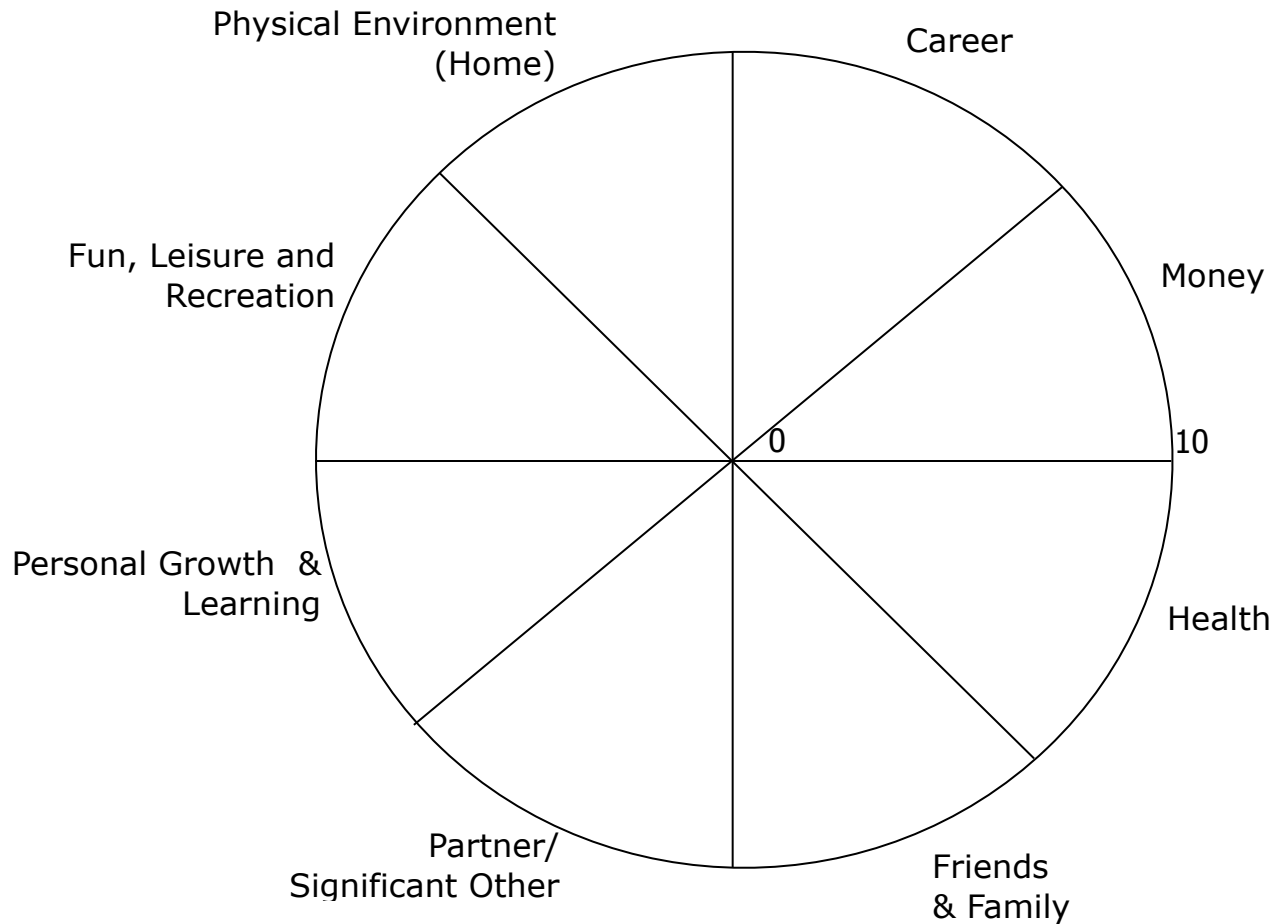 Physical Environment
(Home)
Career
Fun, Leisure and
Recreation
Money
0
10
Personal Growth  &
Learning
Health
Partner/
Significant Other
Friends
& Family